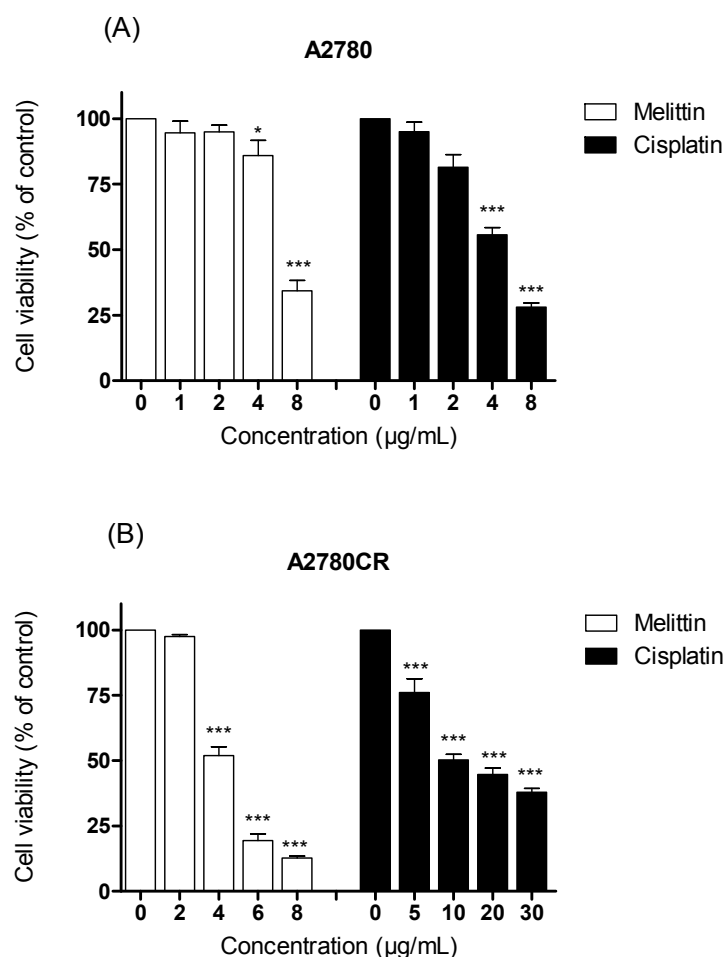 (A)
A2780
Melittin
Cisplatin
Cell viability (% of control)
100
75
50
25
0
*
***
***
***
0 1 2 4 8 0 1 2 4 8
Concentration (µg/mL)
(B)
A2780CR
Melittin
Cisplatin
Cell viability (% of control)
100
75
50
25
0
***
***
***
***
***
***
***
0 2 4 6 8 0 5 10 20 30
Concentration (µg/mL)